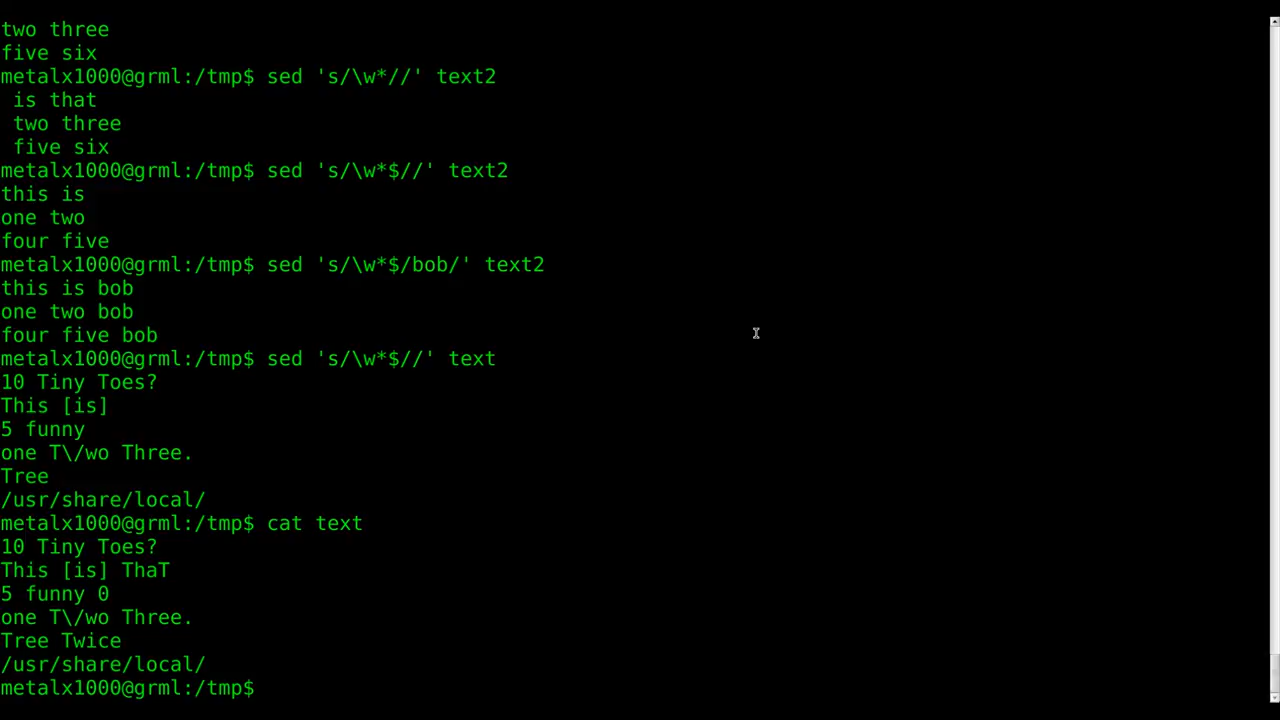 two three
five six
metalx1000@grml:/tmp$ sed 's/\w*//' text2
 is that
 two three
 five six
metalx1000@grml:/tmp$ sed 's/\w*$//' text2
this is
one two
four five
metalx1000@grml:/tmp$ sed 's/\w*$/bob/' text2
this is bob
one two bob
four five bob
metalx1000@grml:/tmp$ sed 's/\w*$//' text
10 Tiny Toes?
This [is]
5 funny
one T\/wo Three.
Tree
/usr/share/local/
metalx1000@grml:/tmp$ cat text
10 Tiny Toes?
This [is] ThaT
5 funny 0
one T\/wo Three.
Tree Twice
/usr/share/local/
metalx1000@grml:/tmp$